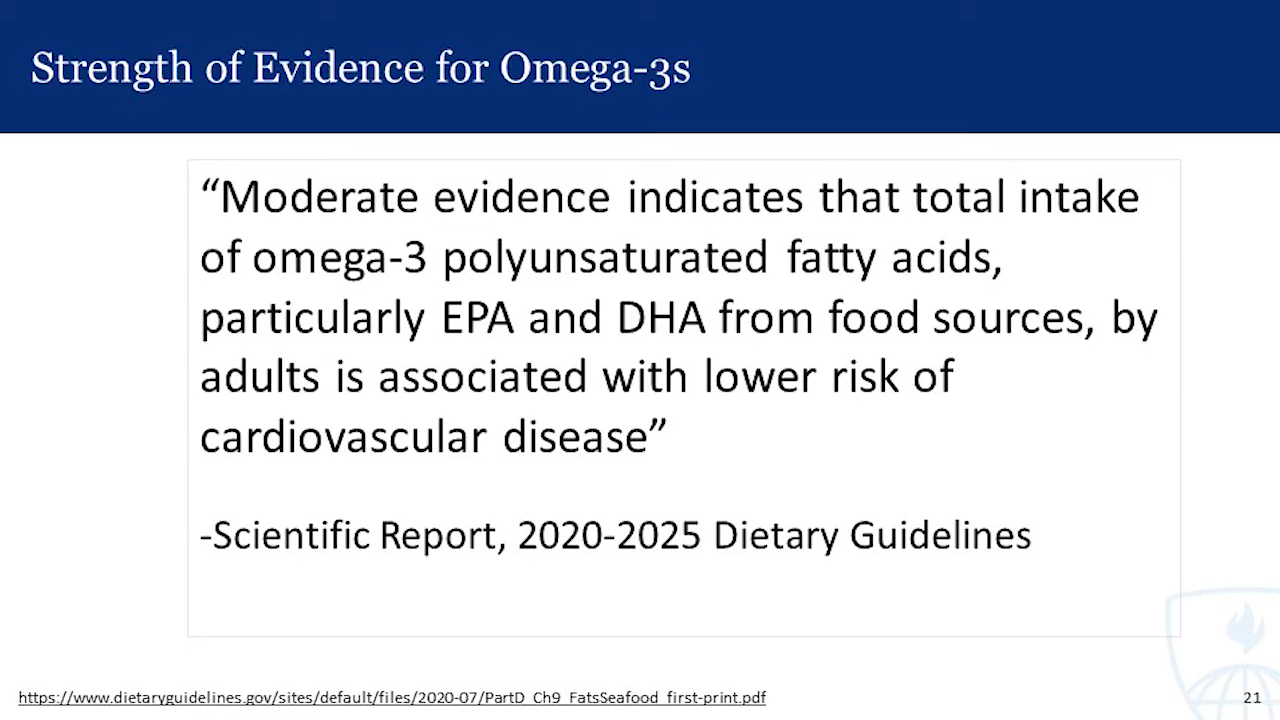 Strength of Evidence for Omega-3s
“Moderate evidence indicates that total intake
of omega-3 polyunsaturated fatty acids,
particularly EPA and DHA from food sources, by
adults is associated with lower risk of
cardiovascular disease”
-Scientific Report, 2020-2025 Dietary Guidelines
https://www.dietaryguidelines.gov/sites/default/files/2020-07/PartD_Ch9_FatsSeafood_first-print.pdf
21